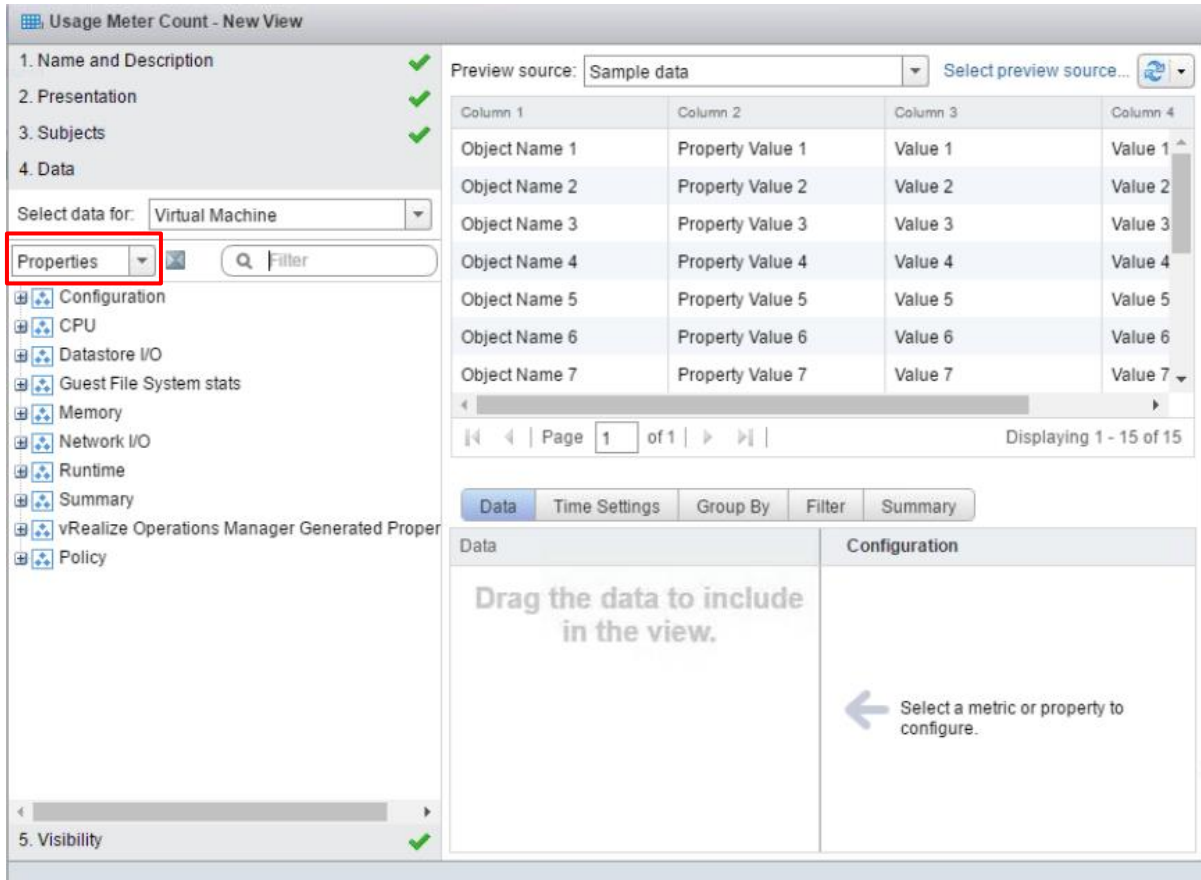 Usage Meter Count - New View
1. Name and Description
2. Presentation
3. Subjects
4. Data
Select data for: Virtual Machine
Properties Filter
Configuration
CPU
Datastore I/O
Guest File System stats
Memory
Network I/O
Runtime
Summary
vRealize Operations Manager Generated Proper
Policy
5. Visibility
Preview source: Sample data Select preview source...
Column 1 Column 2 Column 3 Column 4
Object Name 1 Property Value 1 Value 1 Value 1
Object Name 2 Property Value 2 Value 2 Value 2
Object Name 3 Property Value 3 Value 3 Value 3
Object Name 4 Property Value 4 Value 4 Value 4
Object Name 5 Property Value 5 Value 5 Value 5
Object Name 6 Property Value 6 Value 6 Value 6
Object Name 7 Property Value 7 Value 7 Value 7
Page 1 of 1 Displaying 1 - 15 of 15
Data Time Settings Group By Filter Summary
Data Configuration
Drag the data to include
in the view.
Select a metric or property to
configure.